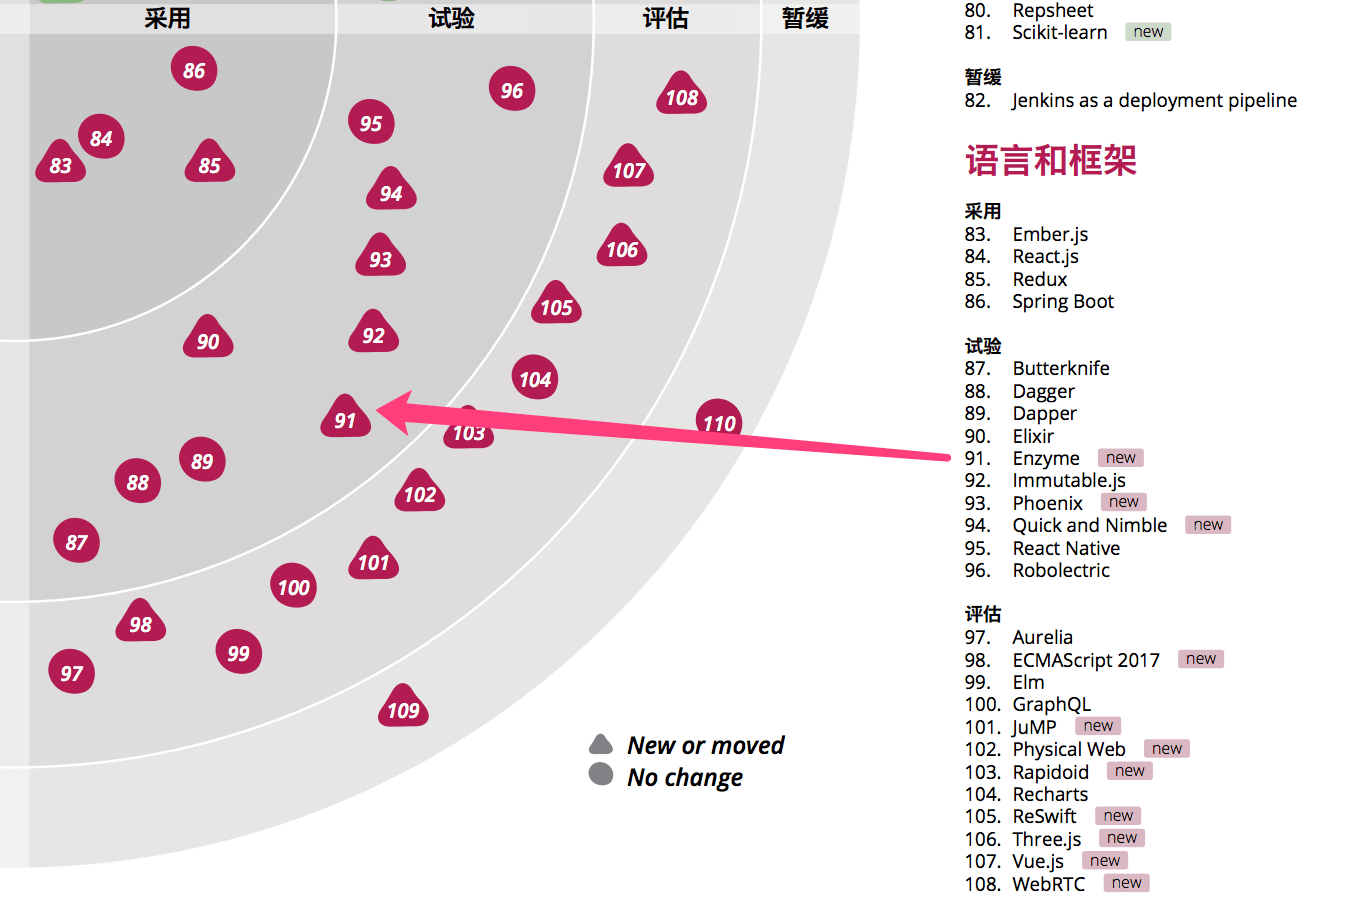 采用
试验
评估
暂缓
86
96
108
95
84
83
85
107
94
106
93
105
90
92
104
91
103
110
89
88
102
87
101
100
98
99
97
109
New or moved
No change
80. Repsheet
81. Scikit-learn new
暂缓
82. Jenkins as a deployment pipeline
语言和框架
采用
83. Ember.js
84. React.js
85. Redux
86. Spring Boot
试验
87. Butterknife
88. Dagger
89. Dapper
90. Elixir
91. Enzyme new
92. Immutable.js
93. Phoenix new
94. Quick and Nimble new
95. React Native
96. Robolectric
评估
97. Aurelia
98. ECMAScript 2017 new
99. Elm
100. GraphQL
101. JuMP new
102. Physical Web new
103. Rapidoid new
104. Recharts
105. ReSwift new
106. Three.js new
107. Vue.js new
108. WebRTC new